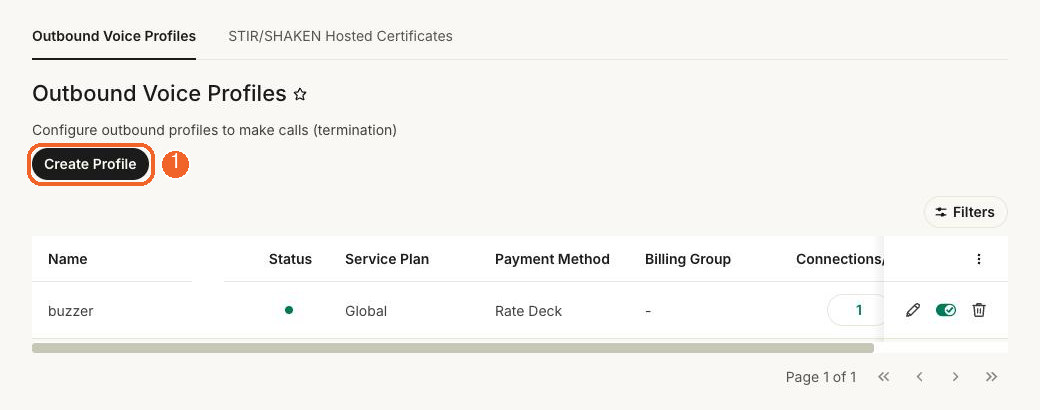 Outbound Voice Profiles STIR/SHAKEN Hosted Certificates
Outbound Voice Profiles
Configure outbound profiles to make calls (termination)
Create Profile 1
Filters
Name Status Service Plan Payment Method Billing Group Connections/
buzzer Global Rate Deck - 1
Page 1 of 1